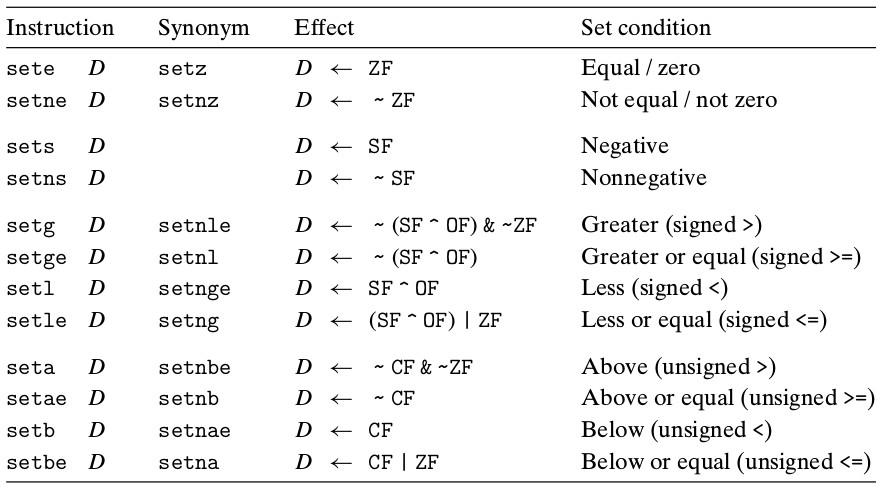 Instruction Synonym Effect Set condition
sete D setz D ← ZF Equal / zero
setne D setnz D ← ~ ZF Not equal / not zero
sets D D ← SF Negative
setns D D ← ~ SF Nonnegative
setg D setnle D ← ~ (SF ^ OF) & ~ZF Greater (signed >)
setge D setnl D ← ~ (SF ^ OF) Greater or equal (signed >=)
setl D setnge D ← SF ^ OF Less (signed <)
setle D setng D ← (SF ^ OF) | ZF Less or equal (signed <=)
seta D setnbe D ← ~ CF & ~ZF Above (unsigned >)
setae D setnb D ← ~ CF Above or equal (unsigned >=)
setb D setnae D ← CF Below (unsigned <)
setbe D setna D ← CF | ZF Below or equal (unsigned <=)